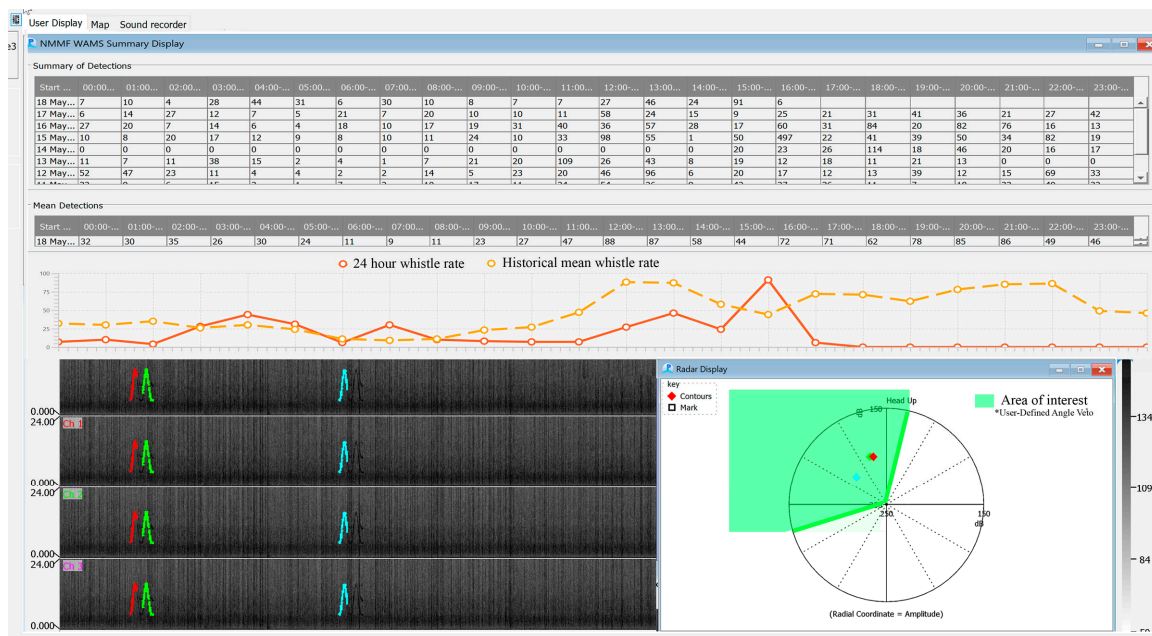 User Display Map Sound recorder
NMMF WAMS Summary Display
Summary of Detections
Start ... 00:00... 01:00... 02:00... 03:00-... 04:00-... 05:00-... 06:00-... 07:00-... 08:00-... 09:00-... 10:00-... 11:00-... 12:00-... 13:00... 14:00-... 15:00-... 16:00-... 17:00-... 18:00-... 19:00-... 20:00-... 21:00-... 22:00-... 23:00-...
18 May... 7 10 4 28 44 31 6 30 10 8 7 7 27 46 24 91 6
17 May... 6 14 27 12 7 5 21 7 20 10 10 11 58 24 15 9 25 21 31 41 36 21 27 42
16 May... 27 20 7 14 6 4 18 10 17 19 31 40 36 57 28 17 60 31 84 20 82 76 16 13
15 May... 10 8 20 17 12 9 8 10 11 24 10 33 98 55 1 50 497 22 41 39 50 34 82 19
14 May... 0 0 0 0 0 0 0 0 0 0 0 0 0 0 0 20 23 26 114 18 46 20 16 17
13 May... 11 7 11 38 15 2 4 1 7 21 20 109 26 43 8 19 12 18 11 21 13 0 0 0
12 May... 52 47 23 11 4 4 2 2 14 5 23 20 46 96 6 20 17 12 13 39 12 15 69 33
Mean Detections
Start ... 00:00-... 01:00-... 02:00-... 03:00-... 04:00-... 05:00-... 06:00-... 07:00-... 08:00-... 09:00-... 10:00-... 11:00-... 12:00-... 13:00-... 14:00-... 15:00-... 16:00-... 17:00-... 18:00-... 19:00-... 20:00-... 21:00-... 22:00-... 23:00-...
18 May... 32 30 35 26 30 24 11 9 11 23 27 47 88 87 58 44 72 71 62 78 85 86 49 46
24 hour whistle rate Historical mean whistle rate
100
75
50
25
0
0.000
24.00
Ch 1
0.000
24.00
Ch 2
0.000
24.00
Ch 3
0.000
Radar Display
key
Contours
Mark
Head Up
150
dB
250
150
dB
Area of interest
*User-Defined Angle Veto
(Radial Coordinate = Amplitude)
134
109
84